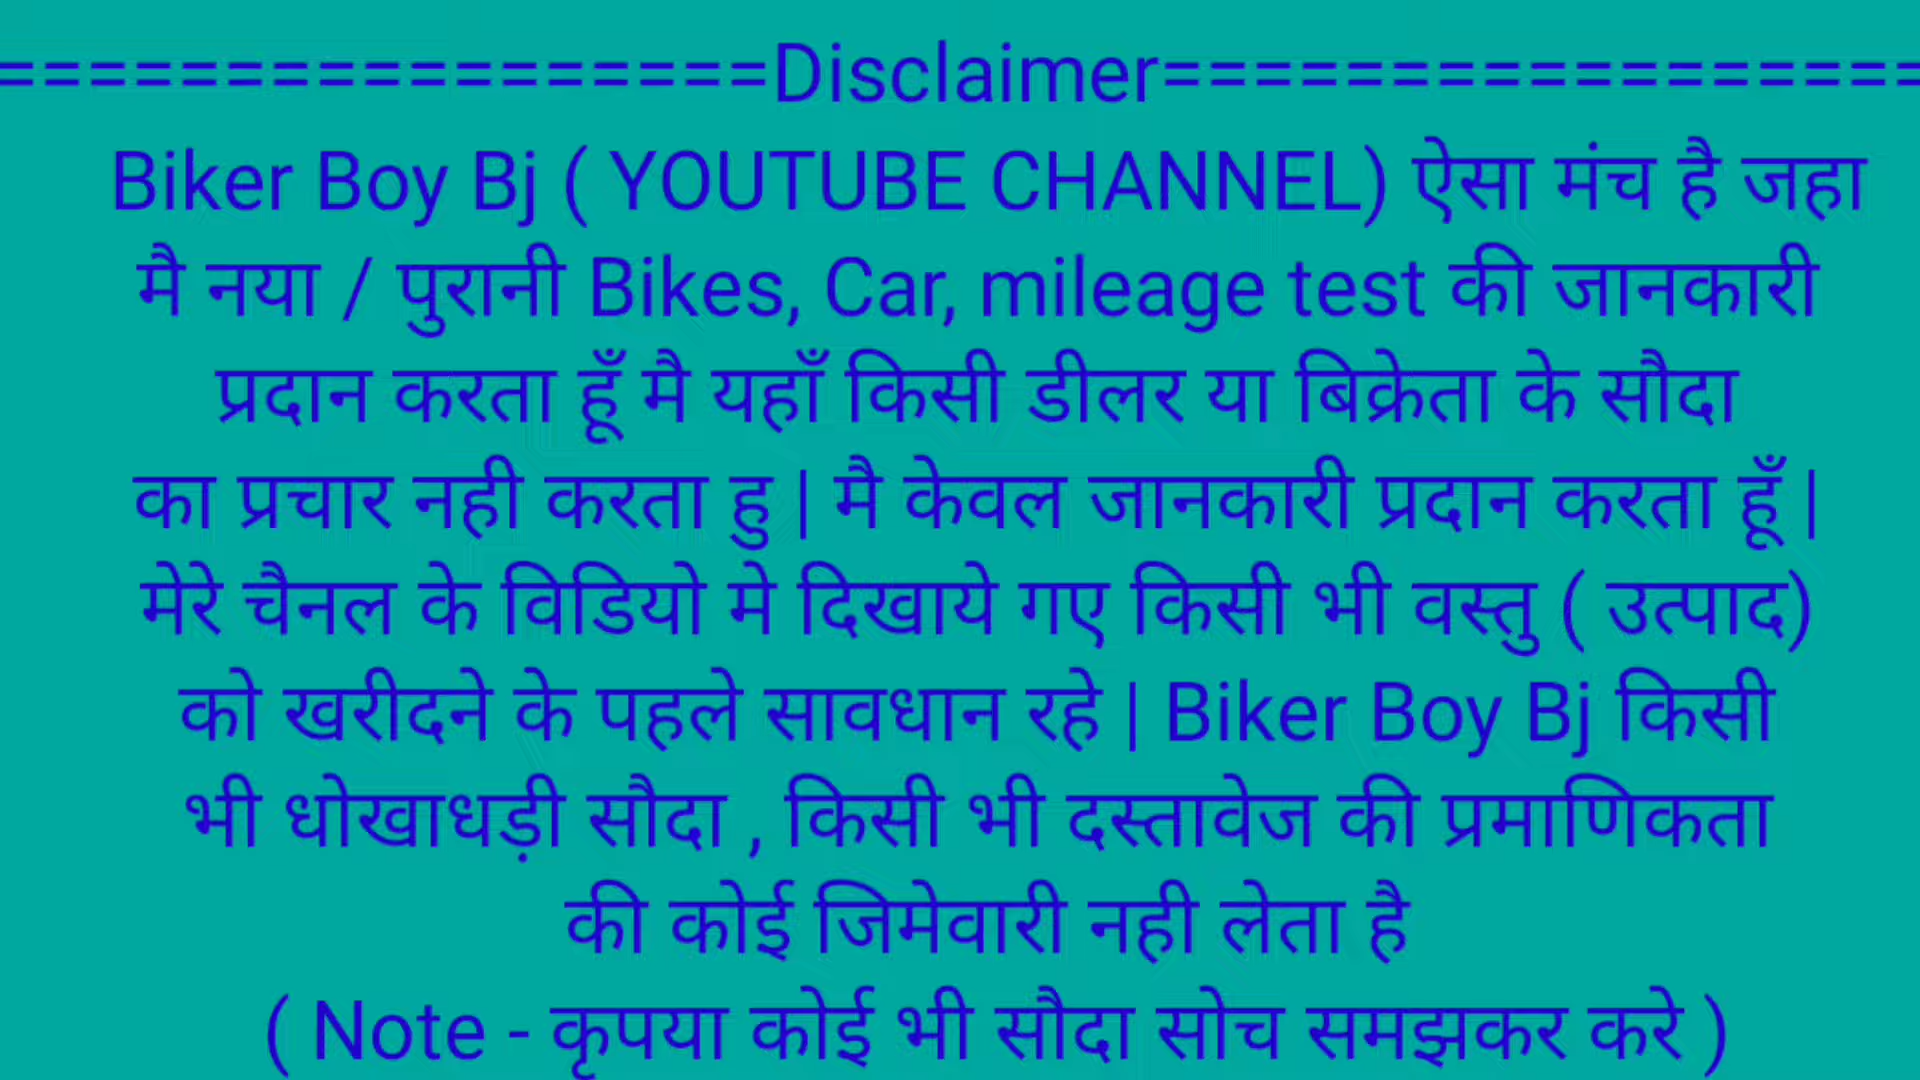 =================Disclaimer=================
Biker Boy Bj ( YOUTUBE CHANNEL) ऐसा मंच है जहा
मै नया / पुरानी Bikes, Car, mileage test की जानकारी
प्रदान करता हूँ मै यहाँ किसी डीलर या बिक्रेता के सौदा
का प्रचार नही करता हु | मै केवल जानकारी प्रदान करता हूँ |
मेरे चैनल के विडियो मे दिखाये गए किसी भी वस्तु ( उत्पाद)
को खरीदने के पहले सावधान रहे | Biker Boy Bj किसी
भी धोखाधड़ी सौदा , किसी भी दस्तावेज की प्रमाणिकता
की कोई जिमेवारी नही लेता है
( Note - कृपया कोई भी सौदा सोच समझकर करे )